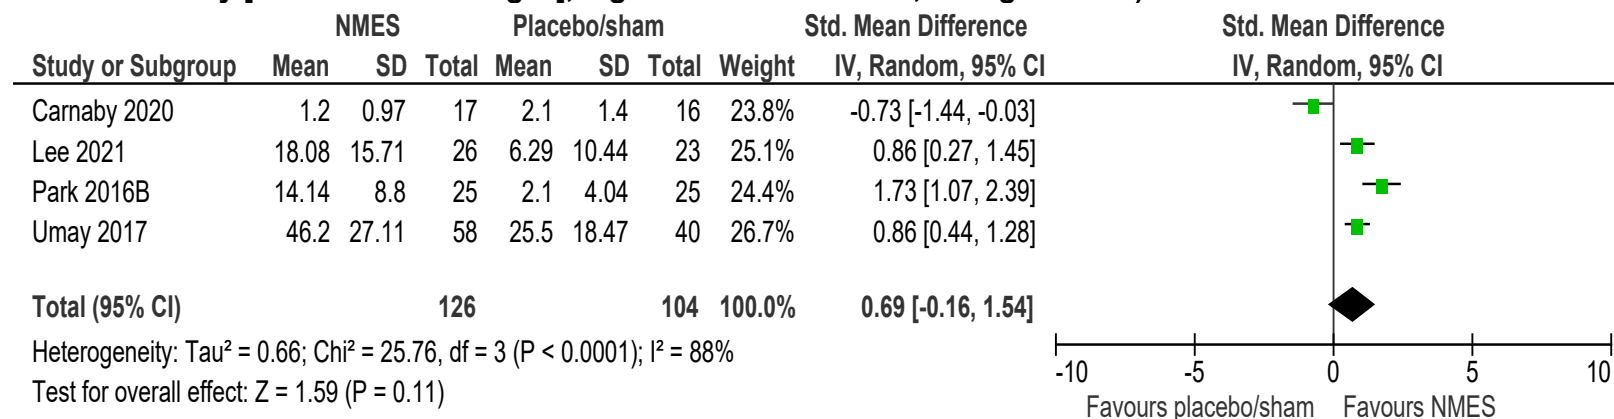 NMES Placebo/sham Std. Mean Difference Std. Mean Difference
Study or Subgroup Mean SD Total Mean SD Total Weight IV, Random, 95% CI IV, Random, 95% CI
Carnaby 2020 1.2 0.97 17 2.1 1.4 16 23.8% -0.73 [-1.44, -0.03]
Lee 2021 18.08 15.71 26 6.29 10.44 23 25.1% 0.86 [0.27, 1.45]
Park 2016B 14.14 8.8 25 2.1 4.04 25 24.4% 1.73 [1.07, 2.39]
Umay 2017 46.2 27.11 58 25.5 18.47 40 26.7% 0.86 [0.44, 1.28]
Total (95% CI) 126 104 100.0% 0.69 [-0.16, 1.54]
Heterogeneity: Tau² = 0.66; Chi² = 25.76, df = 3 (P < 0.0001); I² = 88%
Test for overall effect: Z = 1.59 (P = 0.11)
-10 -5 0 5 10
Favours placebo/sham Favours NMES